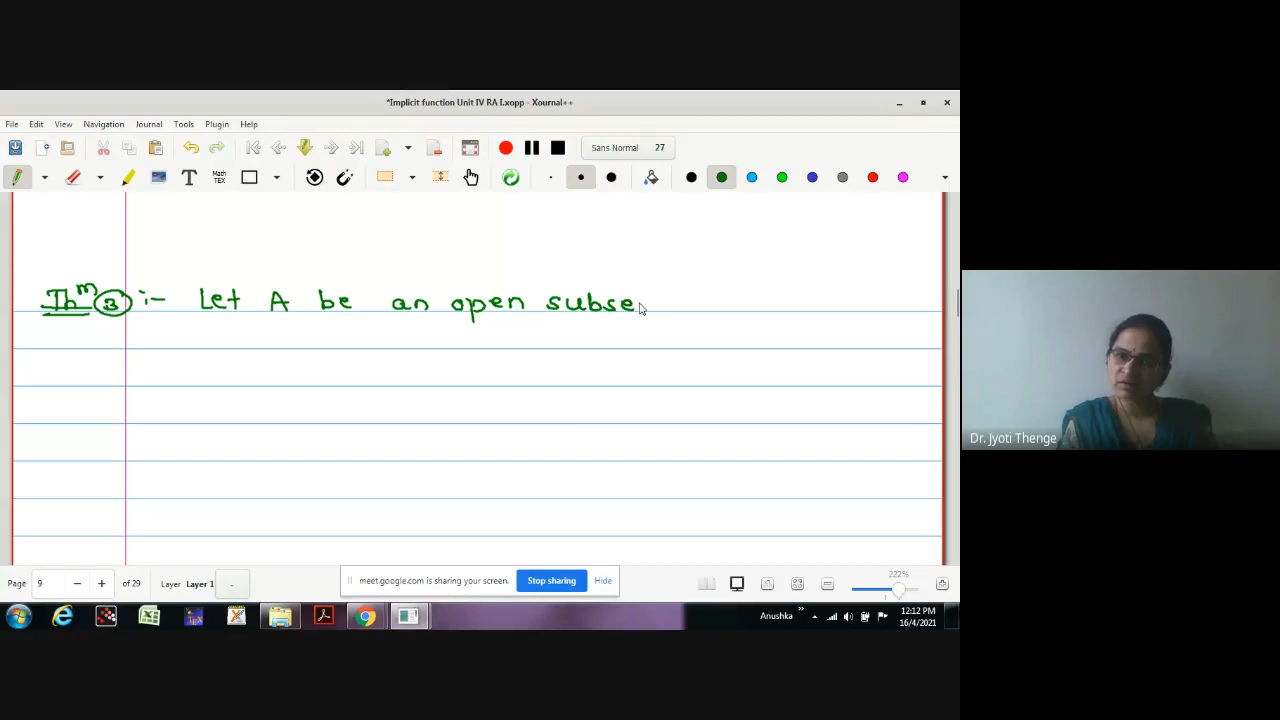 *Implicit function Unit IV RA I.xopp - Xournal++
File Edit View Navigation Journal Tools Plugin Help
Sans Normal 27
Math TEX
Thm 3 :- Let A be an open subse
Dr. Jyoti Thenge
Page 9 of 29 Layer Layer 1
meet.google.com is sharing your screen. Stop sharing Hide
222%
Anushka
12:12 PM
16/4/2021